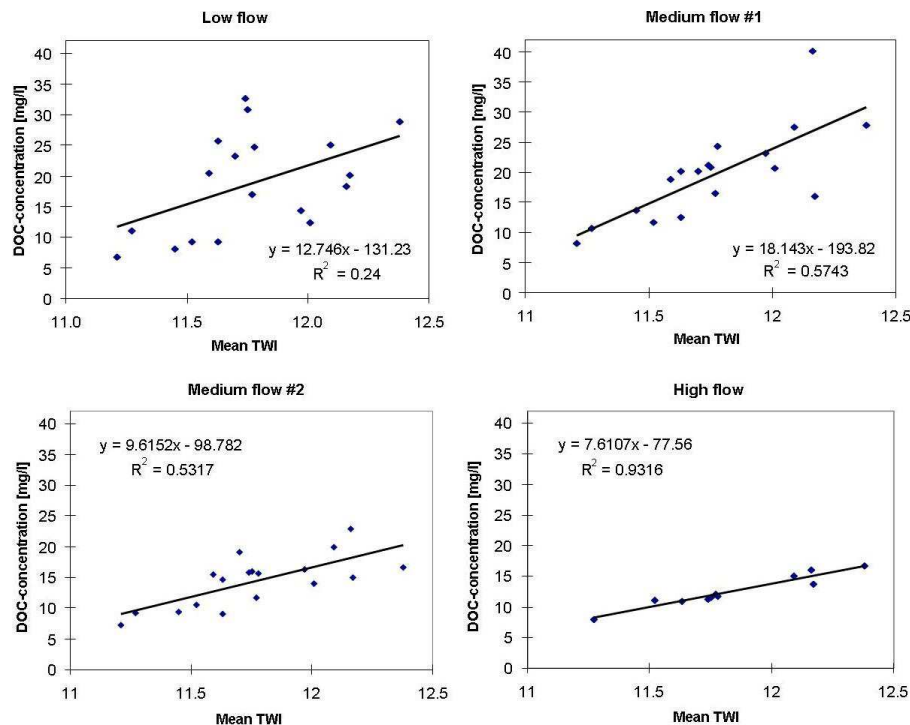 Low flow
DOC-concentration [mg/l]
40
35
30
25
20
15
10
5
0
y = 12.746x - 131.23
R² = 0.24
11.0 11.5 12.0 12.5
Mean TWI
Medium flow #1
DOC-concentration [mg/l]
40
35
30
25
20
15
10
5
0
y = 18.143x - 193.82
R² = 0.5743
11 11.5 12 12.5
Mean TWI
Medium flow #2
DOC-concentration [mg/l]
40
35
30
25
20
15
10
5
0
y = 9.6152x - 98.782
R² = 0.5317
11 11.5 12 12.5
Mean TWI
High flow
DOC-concentration [mg/l]
40
35
30
25
20
15
10
5
0
y = 7.6107x - 77.56
R² = 0.9316
11 11.5 12 12.5
Mean TWI